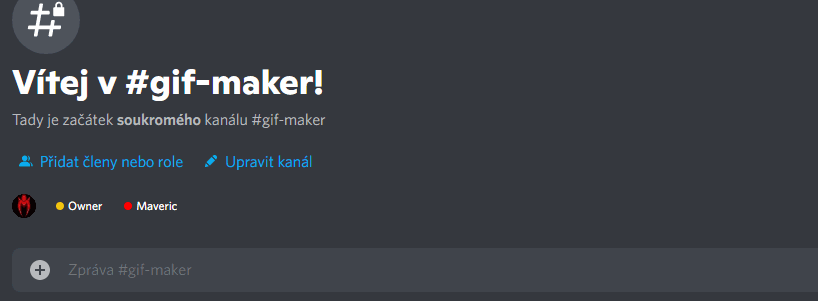 Vítej v #gif-maker!
Tady je začátek soukromého kanálu #gif-maker
Přidat členy nebo role Upravit kanál
Owner Maveric
Zpráva #gif-maker